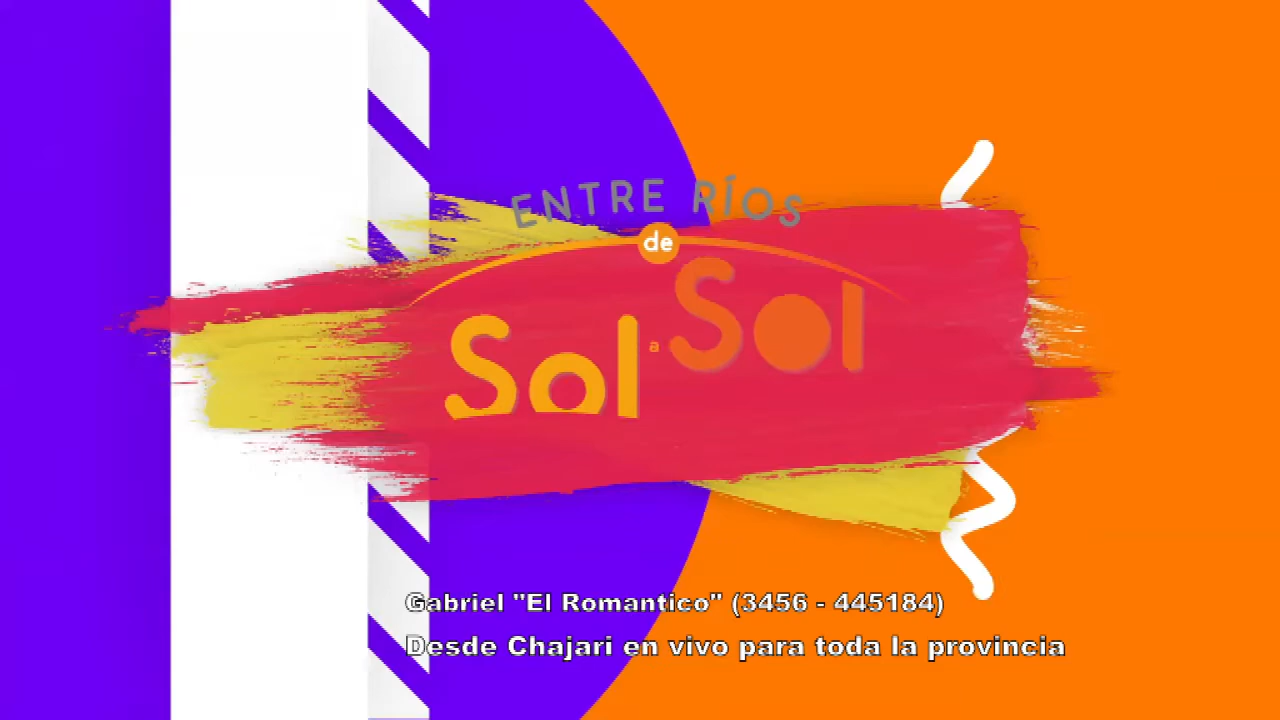 ENTRE RÍOS
de
Sol a Sol
Gabriel "El Romantico" (3456 - 445184)
Desde Chajari en vivo para toda la provincia